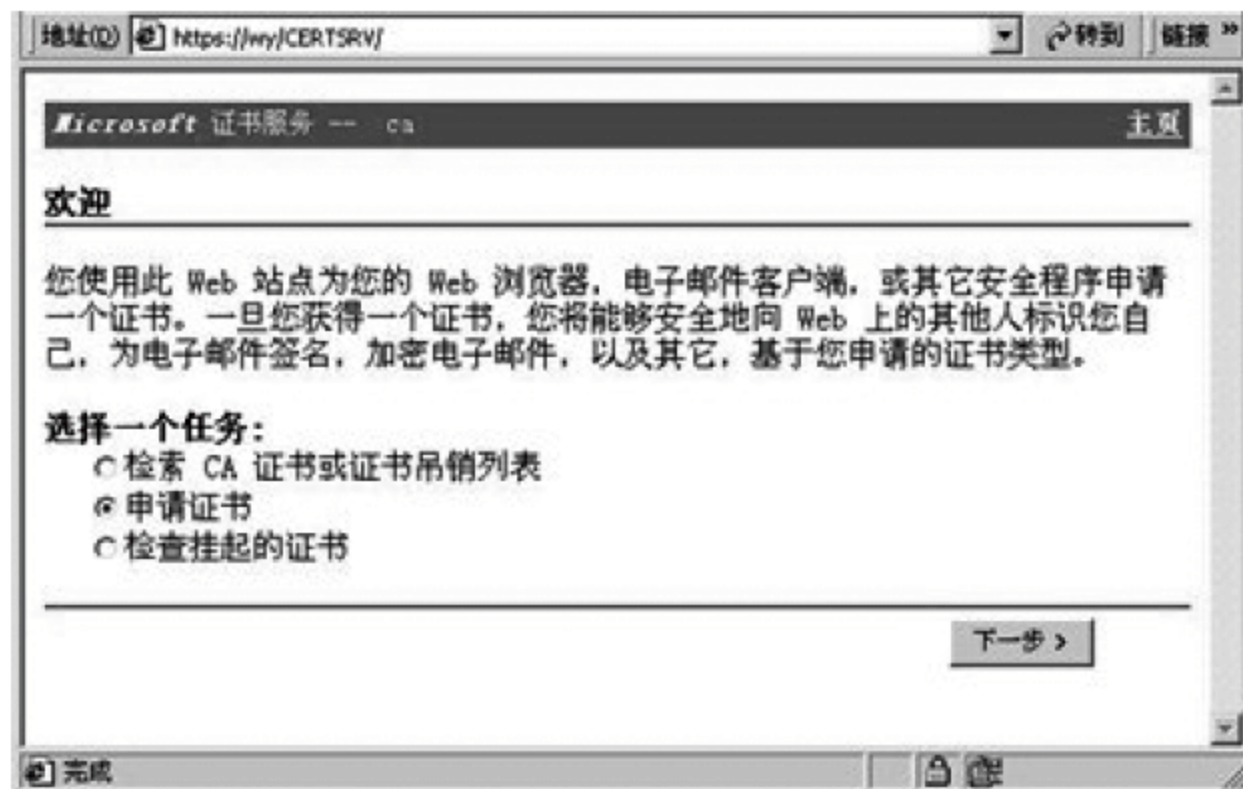 地址(D) https://wy/CERTSRV/ 转到 链接 »
Microsoft 证书服务 -- ca 主页
欢迎
您使用此 Web 站点为您的 Web 浏览器，电子邮件客户端，或其它安全程序申请
一个证书。一旦您获得一个证书，您将能够安全地向 Web 上的其他人标识您自
己，为电子邮件签名，加密电子邮件，以及其它，基于您申请的证书类型。
选择一个任务:
检索 CA 证书或证书吊销列表
申请证书
检查挂起的证书
下一步 >
完成